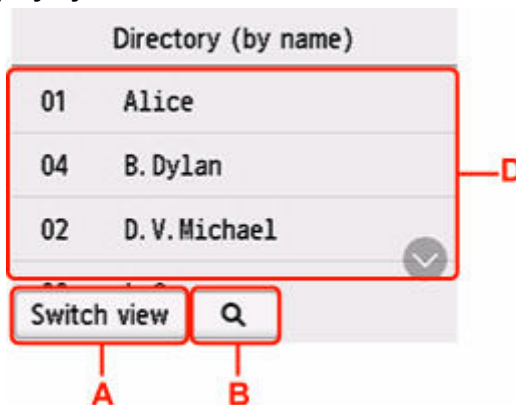 Directory (by name)
01 Alice
04 B.Dylan
02 D.V.Michael
D
Switch view
A
B